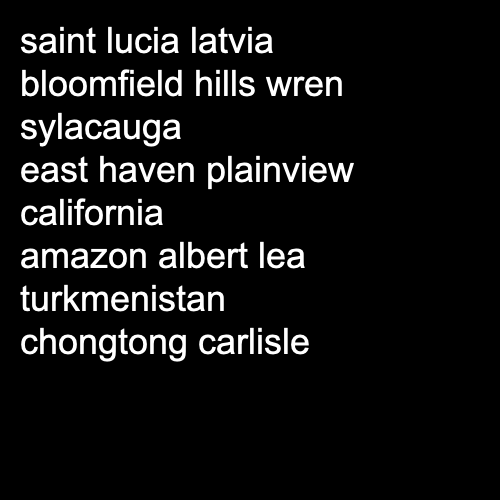 saint lucia latvia
bloomfield hills wren
sylacauga
east haven plainview
california
amazon albert lea
turkmenistan
chongtong carlisle